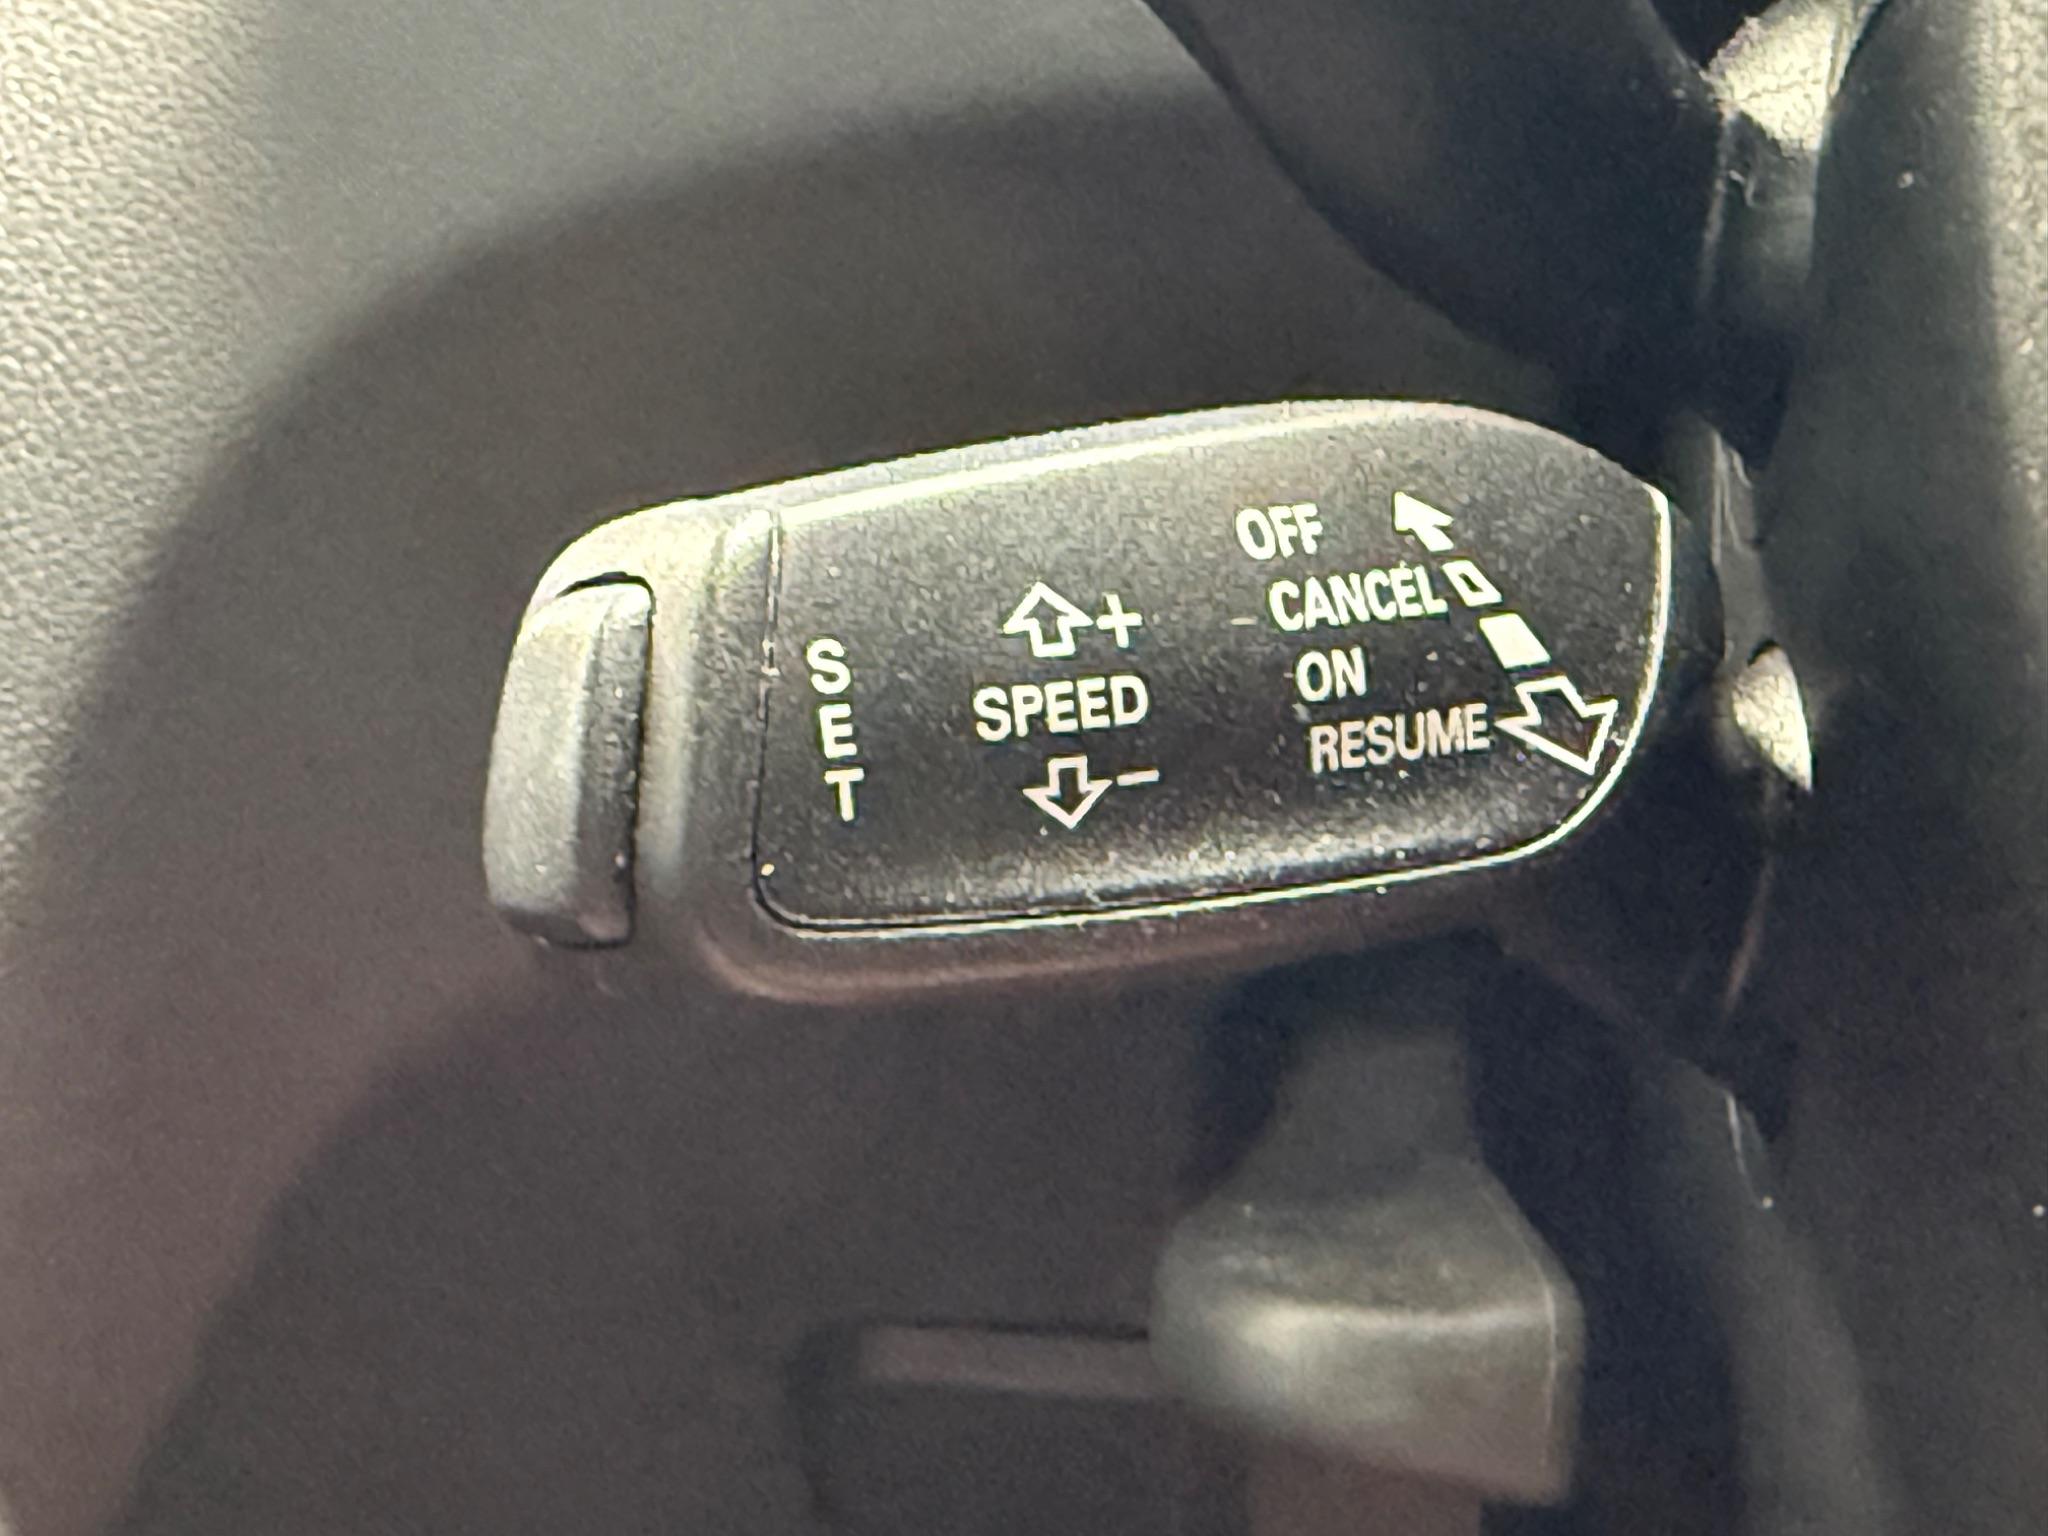 OFF
CANCEL
ON
RESUME
+
SPEED
-
SET